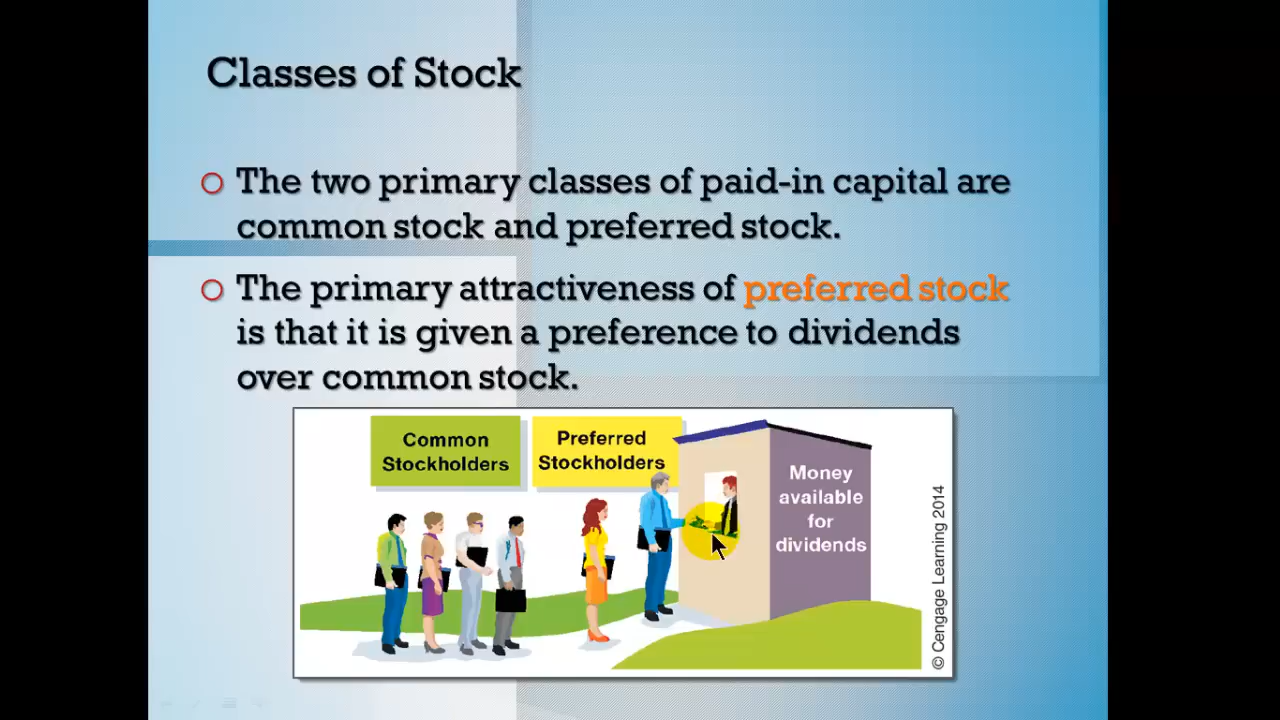 Classes of Stock
The two primary classes of paid-in capital are
common stock and preferred stock.
The primary attractiveness of preferred stock
is that it is given a preference to dividends
over common stock.
Common
Stockholders
Preferred
Stockholders
Money
available
for
dividends
© Cengage Learning 2014